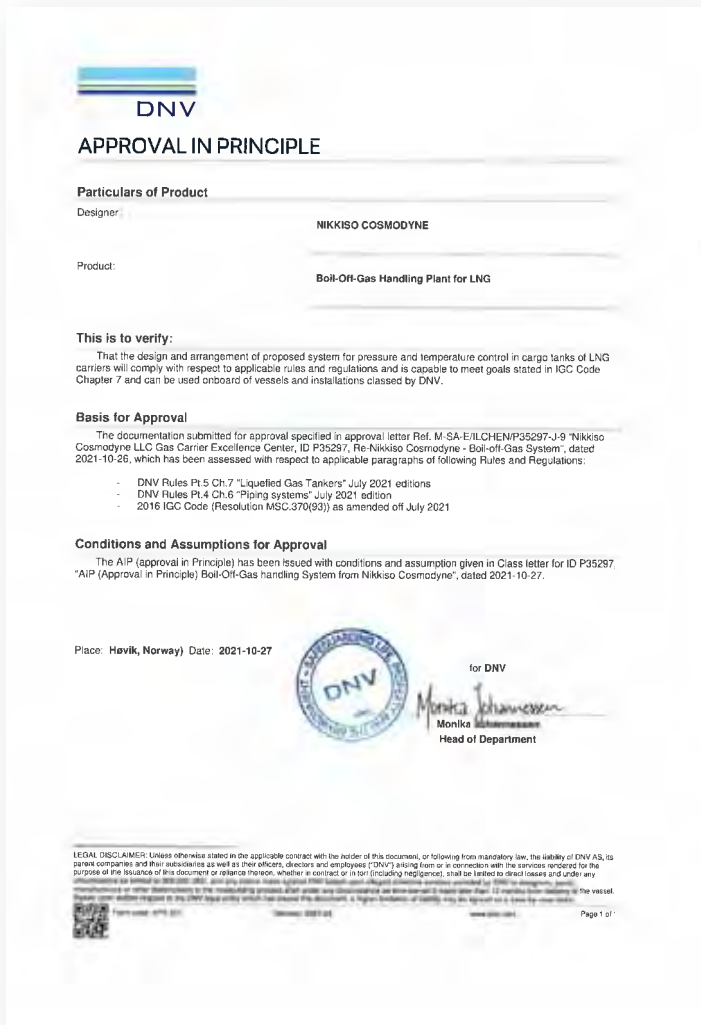 DNV
APPROVAL IN PRINCIPLE
Particulars of Product
Designer:
NIKKISO COSMODYNE
Product:
Boil-Off-Gas Handling Plant for LNG
This is to verify:
That the design and arrangement of proposed system for pressure and temperature control in cargo tanks of LNG
carriers will comply with respect to applicable rules and regulations and is capable to meet goals stated in IGC Code
Chapter 7 and can be used onboard of vessels and installations classed by DNV.
Basis for Approval
The documentation submitted for approval specified in approval letter Ref. M-SA-E/ILCHEN/P35297-J-9 "Nikkiso
Cosmodyne LLC Gas Carrier Excellence Center, ID P35297, Re-Nikkiso Cosmodyne - Boil-off-Gas System", dated
2021-10-26, which has been assessed with respect to applicable paragraphs of following Rules and Regulations:
- DNV Rules Pt.5 Ch.7 "Liquefied Gas Tankers" July 2021 editions
- DNV Rules Pt.4 Ch.6 "Piping systems" July 2021 edition
- 2016 IGC Code (Resolution MSC.370(93)) as amended off July 2021
Conditions and Assumptions for Approval
The AIP (approval in Principle) has been issued with conditions and assumption given in Class letter for ID P35297,
"AIP (Approval in Principle) Boil-Off-Gas handling System from Nikkiso Cosmodyne", dated 2021-10-27.
Place: Høvik, Norway) Date: 2021-10-27
SAFEGUARDING LIFE, PROPERTY
DNV
for DNV
Monika Johannessen
Monika
Head of Department
LEGAL DISCLAIMER: Unless otherwise stated in the applicable contract with the holder of this document, or following from mandatory law, the liability of DNV AS, its
parent companies and their subsidiaries as well as their officers, directors and employees ("DNV") arising from or in connection with the services rendered for the
purpose of the issuance of this document or reliance thereon, whether in contract or in tort (including negligence), shall be limited to direct losses and under any
the vessel.
Page 1 of